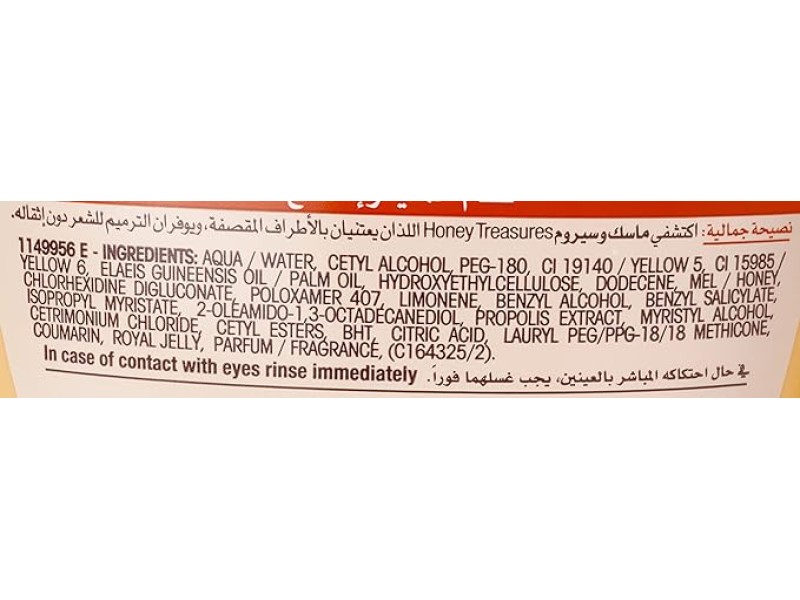 نصيحة جمالية: اكتشفي ماسك وسيروم Honey Treasures اللذان يعتنيان بالأطراف المقصفة، ويوفران الترميم للشعر دون إثقاله.
1149956 E - INGREDIENTS: AQUA / WATER, CETYL ALCOHOL, PEG-180, CI 19140 / YELLOW 5, CI 15985 /
YELLOW 6, ELAEIS GUINEENSIS OIL / PALM OIL, HYDROXYETHYLCELLULOSE, DODECENE, MEL / HONEY,
CHLORHEXIDINE DIGLUCONATE, POLOXAMER 407, LIMONENE, BENZYL ALCOHOL, BENZYL SALICYLATE,
ISOPROPYL MYRISTATE, 2-OLEAMIDO-1,3-OCTADECANEDIOL, PROPOLIS EXTRACT, MYRISTYL ALCOHOL,
CETRIMONIUM CHLORIDE, CETYL ESTERS, BHT, CITRIC ACID, LAURYL PEG/PPG-18/18 METHICONE,
COUMARIN, ROYAL JELLY, PARFUM / FRAGRANCE, (C164325/2).
In case of contact with eyes rinse immediately حال احتكاكه المباشر بالعينين، يجب غسلهما فوراً.